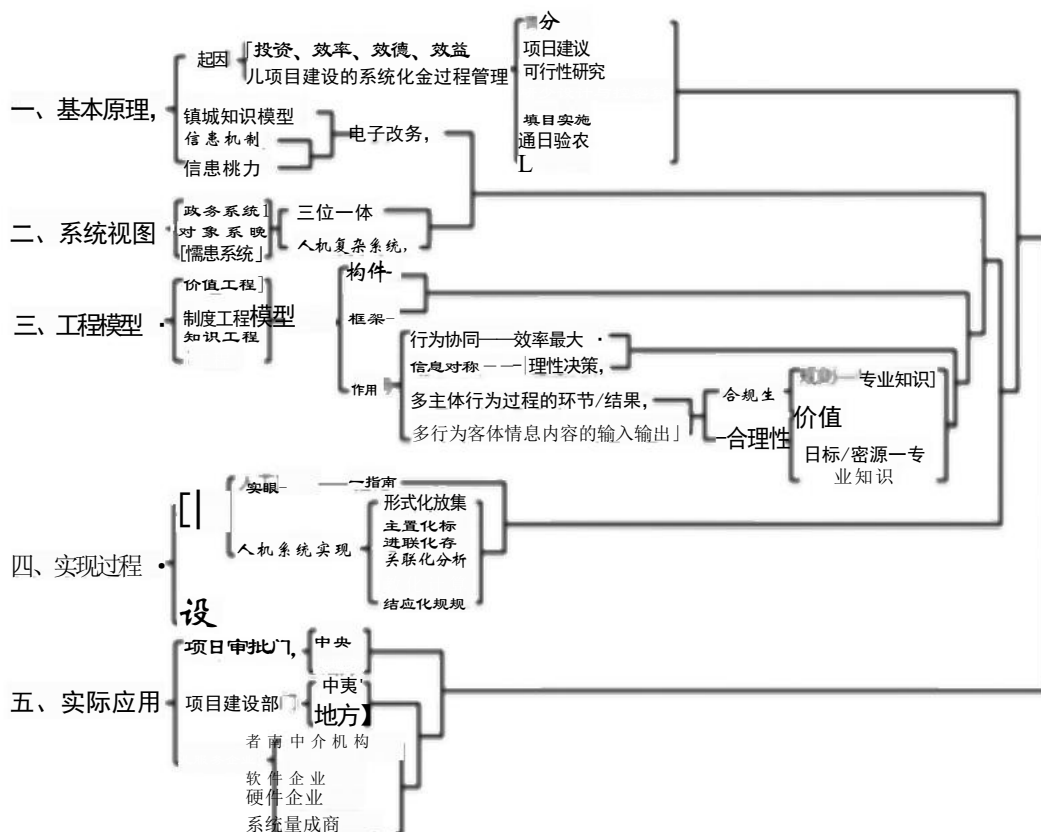 一、基本原理,
起因
「投资、效率、效德、效益
儿项目建设的系统化金过程管理
分
项日建议
可行性研究
填目实施
通日验农
L
镇城知识模型
信息机制
信患桃力
电子改务,
二、系统视图
政务系统]
对象系晚
[懦患系统」
三位一体
人机复杂系统,
三、工程模型 ·
价值工程]
制度工程模型
知识工程
构件-
框架-
作用
行为协同——效率最大 ·
信息对称——|理性决策,
多主体行为过程的环节/结果,
多行为客体情息内容的输入输出」
合规生
-合理性
专业知识]
价值
日标/密源一专
业知识
四、实现过程 ·
[|
设
实眼-
一指南
人机系统实现
形式化放集
主置化标
进联化存
关联化分析
结应化规规
五、实际应用
项日审批门,
中央
项目建设部
中夷'
地方】
者南中介机构
软件企业
硬件企业
系统量成商